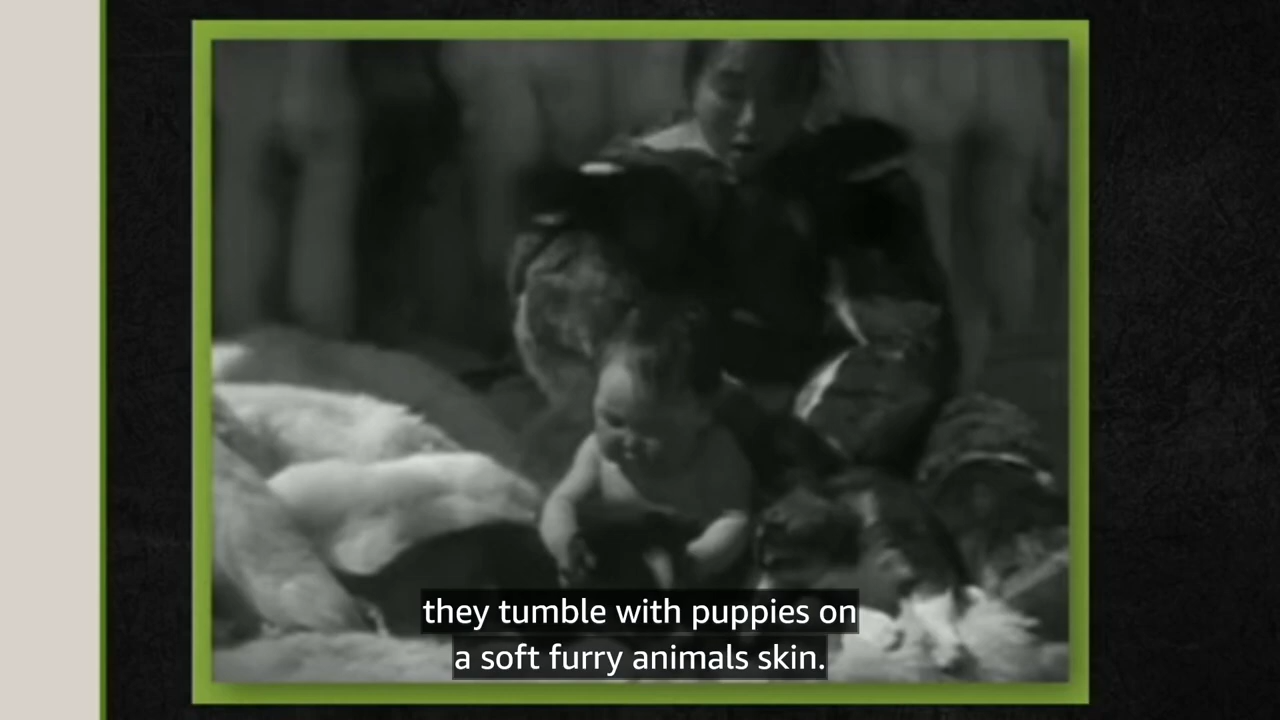 they tumble with puppies on
a soft furry animals skin.